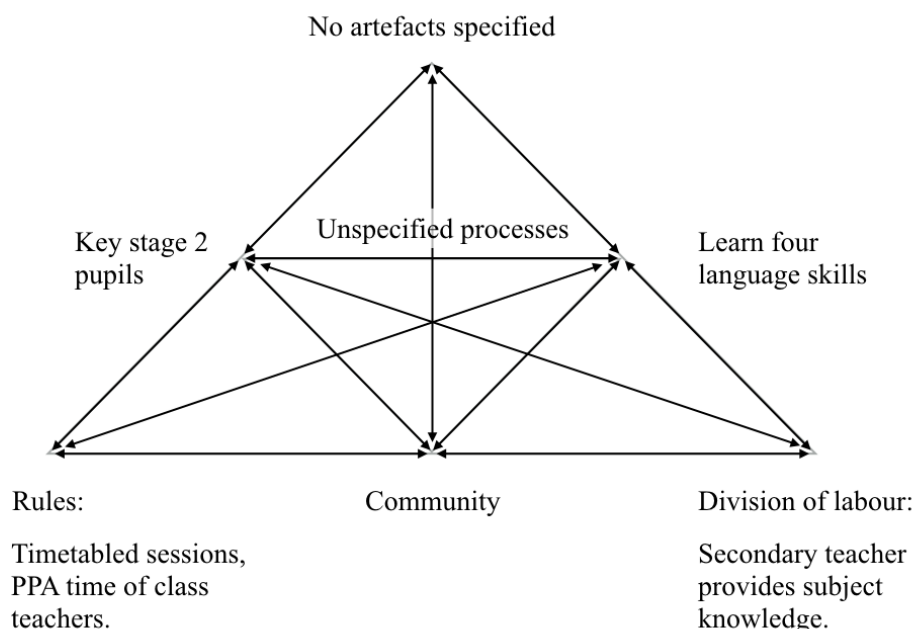 No artefacts specified
Unspecified processes
Key stage 2
pupils
Learn four
language skills
Rules:
Timetabled sessions,
PPA time of class
teachers.
Community
Division of labour:
Secondary teacher
provides subject
knowledge.